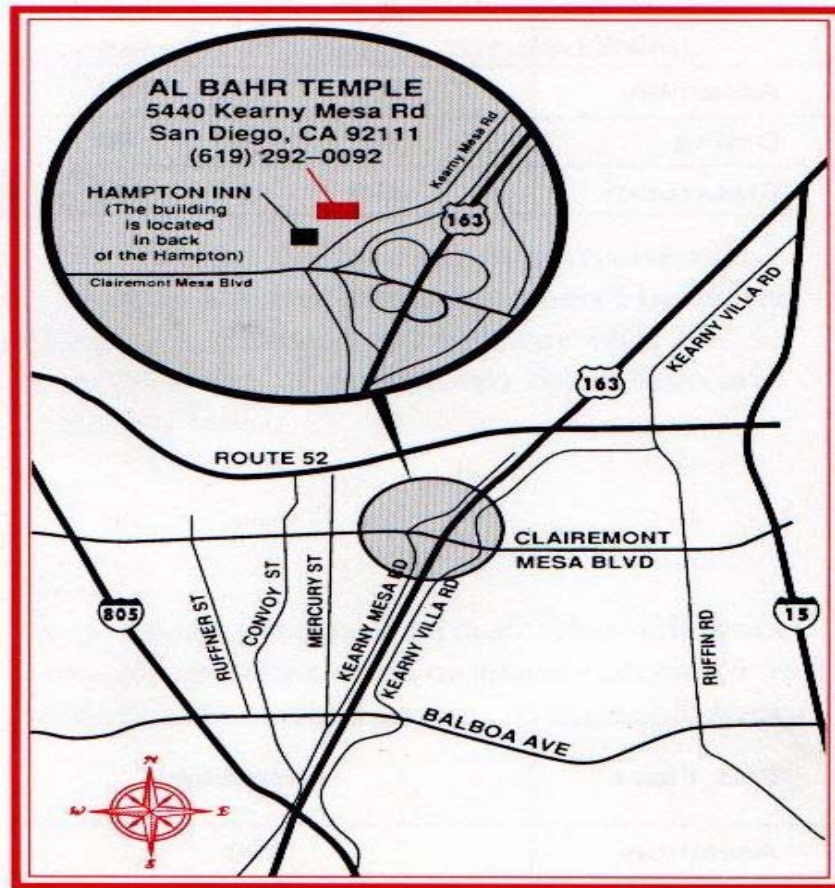 AL BAHR TEMPLE
5440 Kearny Mesa Rd
San Diego, CA 92111
(619) 292–0092
HAMPTON INN
(The building
is located
in back
of the Hampton)
Kearny Mesa Rd
163
Clairemont Mesa Blvd
KEARNY VILLA RD
163
ROUTE 52
CLAIREMONT
MESA BLVD
805
RUFFNER ST
CONVOY ST
MERCURY ST
KEARNY MESA RD
KEARNY VILLA RD
RUFFIN RD
15
BALBOA AVE
N
W
E
S